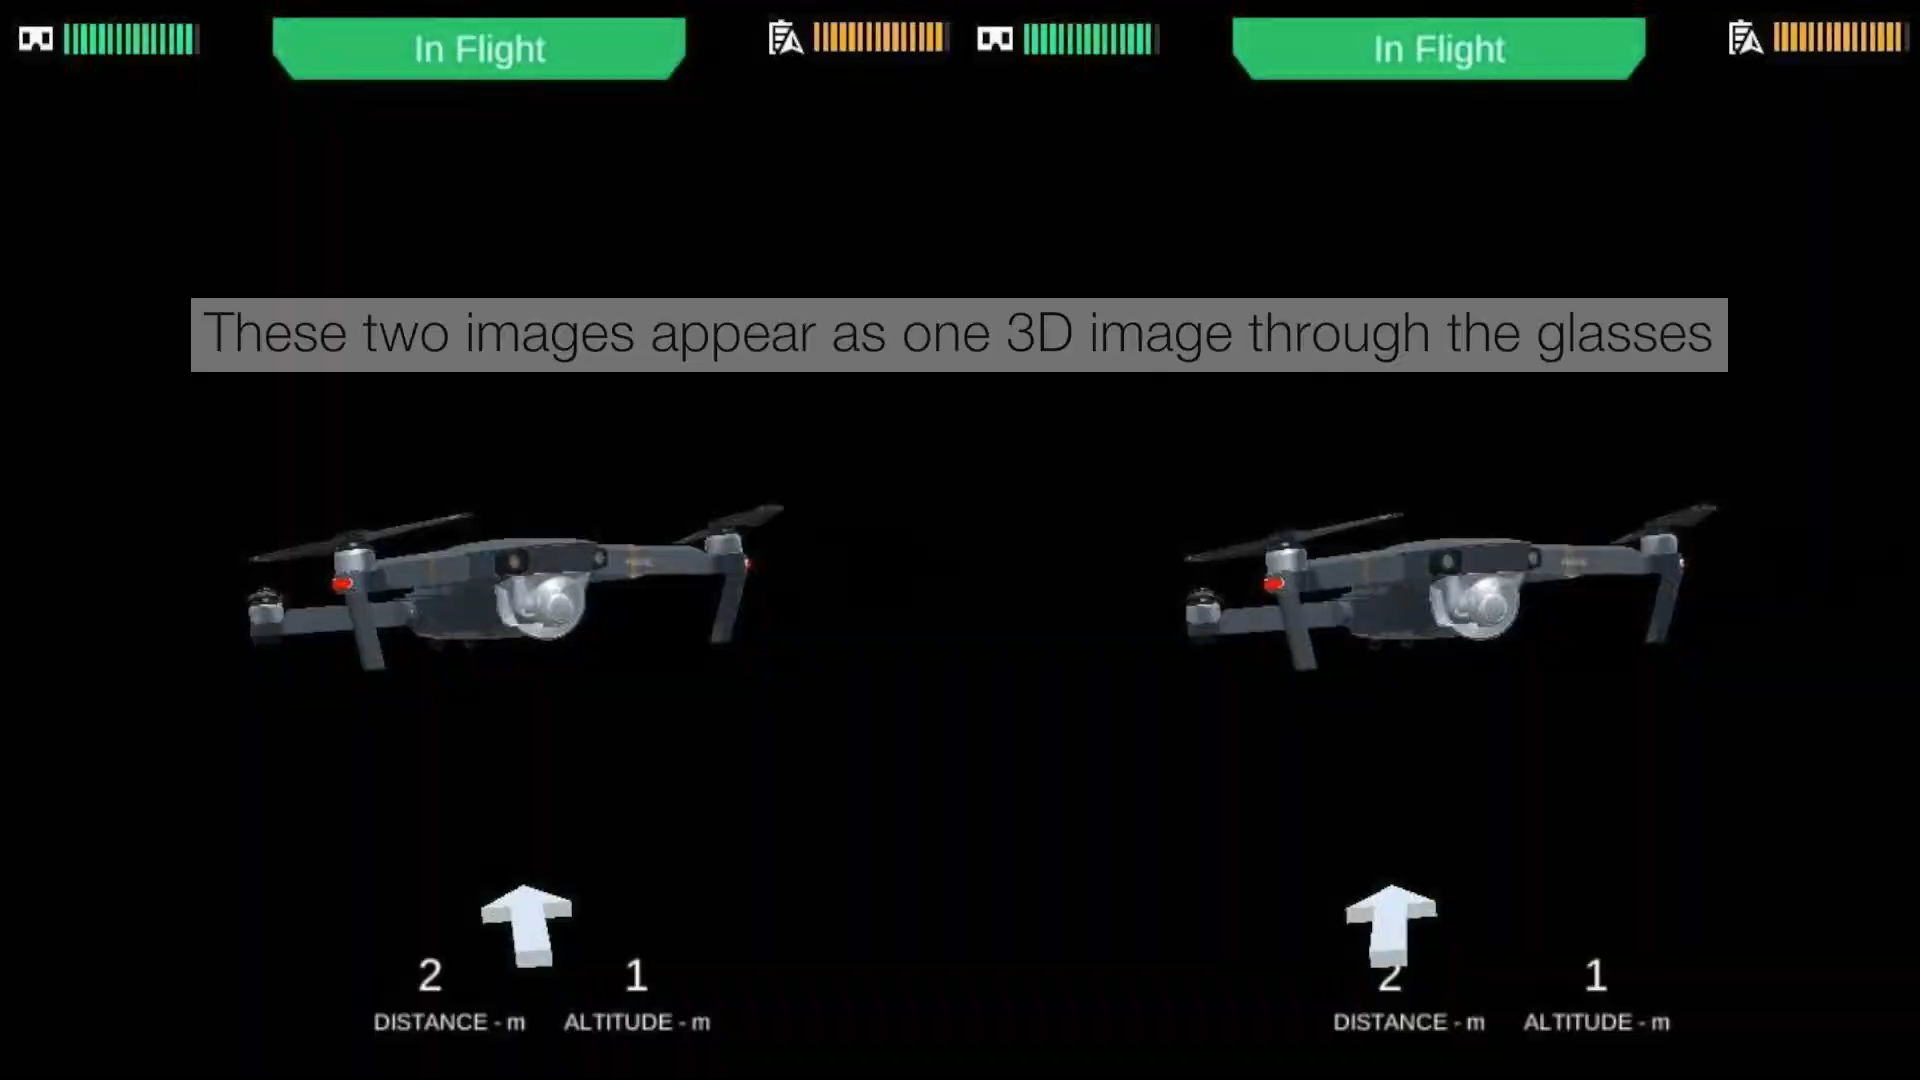 In Flight
In Flight
These two images appear as one 3D image through the glasses
2
1
2
1
DISTANCE - m
ALTITUDE - m
DISTANCE - m
ALTITUDE - m